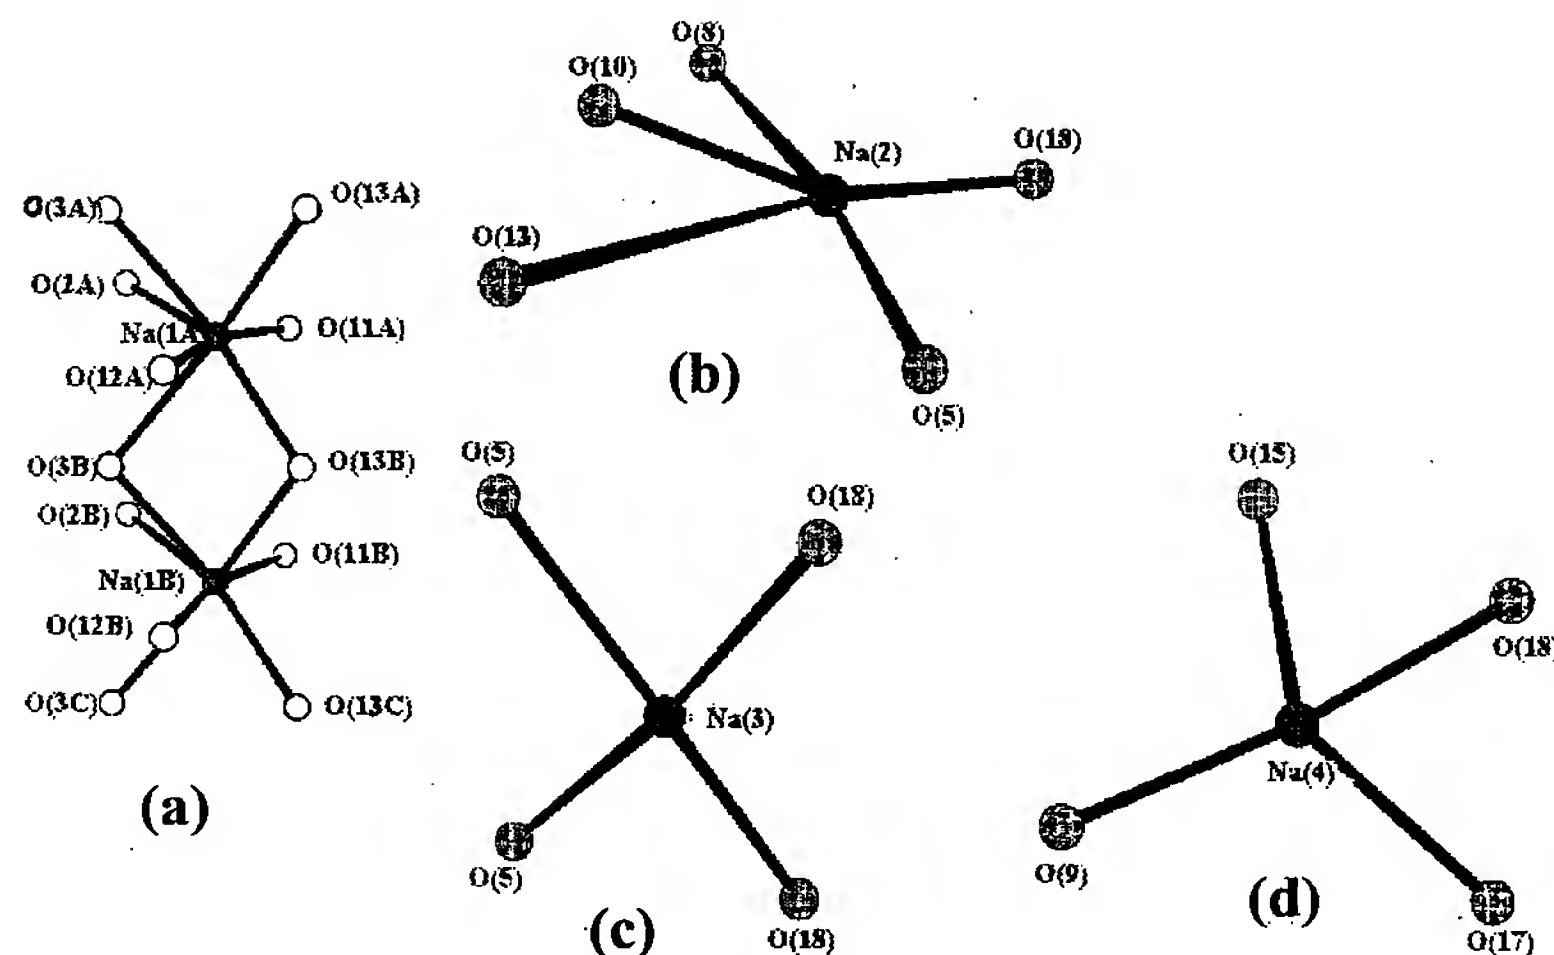 O(8)
O(10)
Na(2)
O(18)
O(13)
O(5)
(b)
O(3A)
O(13A)
O(2A)
Na(1A
O(11A)
O(12A)
O(3B)
O(13B)
O(2B)
O(11B)
Na(1B)
O(12B)
O(3C)
O(13C)
(a)
O(5)
O(18)
Na(3)
O(5)
O(18)
(c)
O(15)
O(18)
Na(4)
O(9)
O(17)
(d)